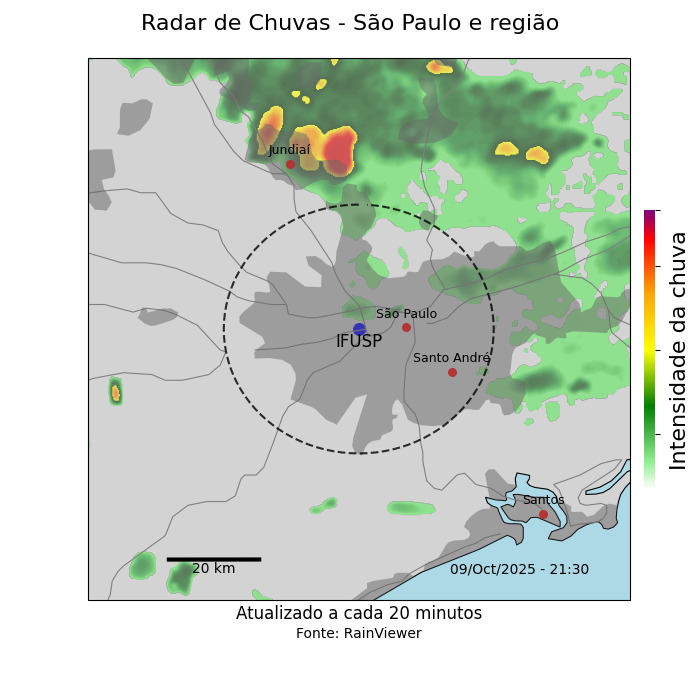 Radar de Chuvas - São Paulo e região
Jundiaí
São Paulo
IFUSP
Santo André
Santos
20 km
09/Oct/2025 - 21:30
Intensidade da chuva
Atualizado a cada 20 minutos
Fonte: RainViewer